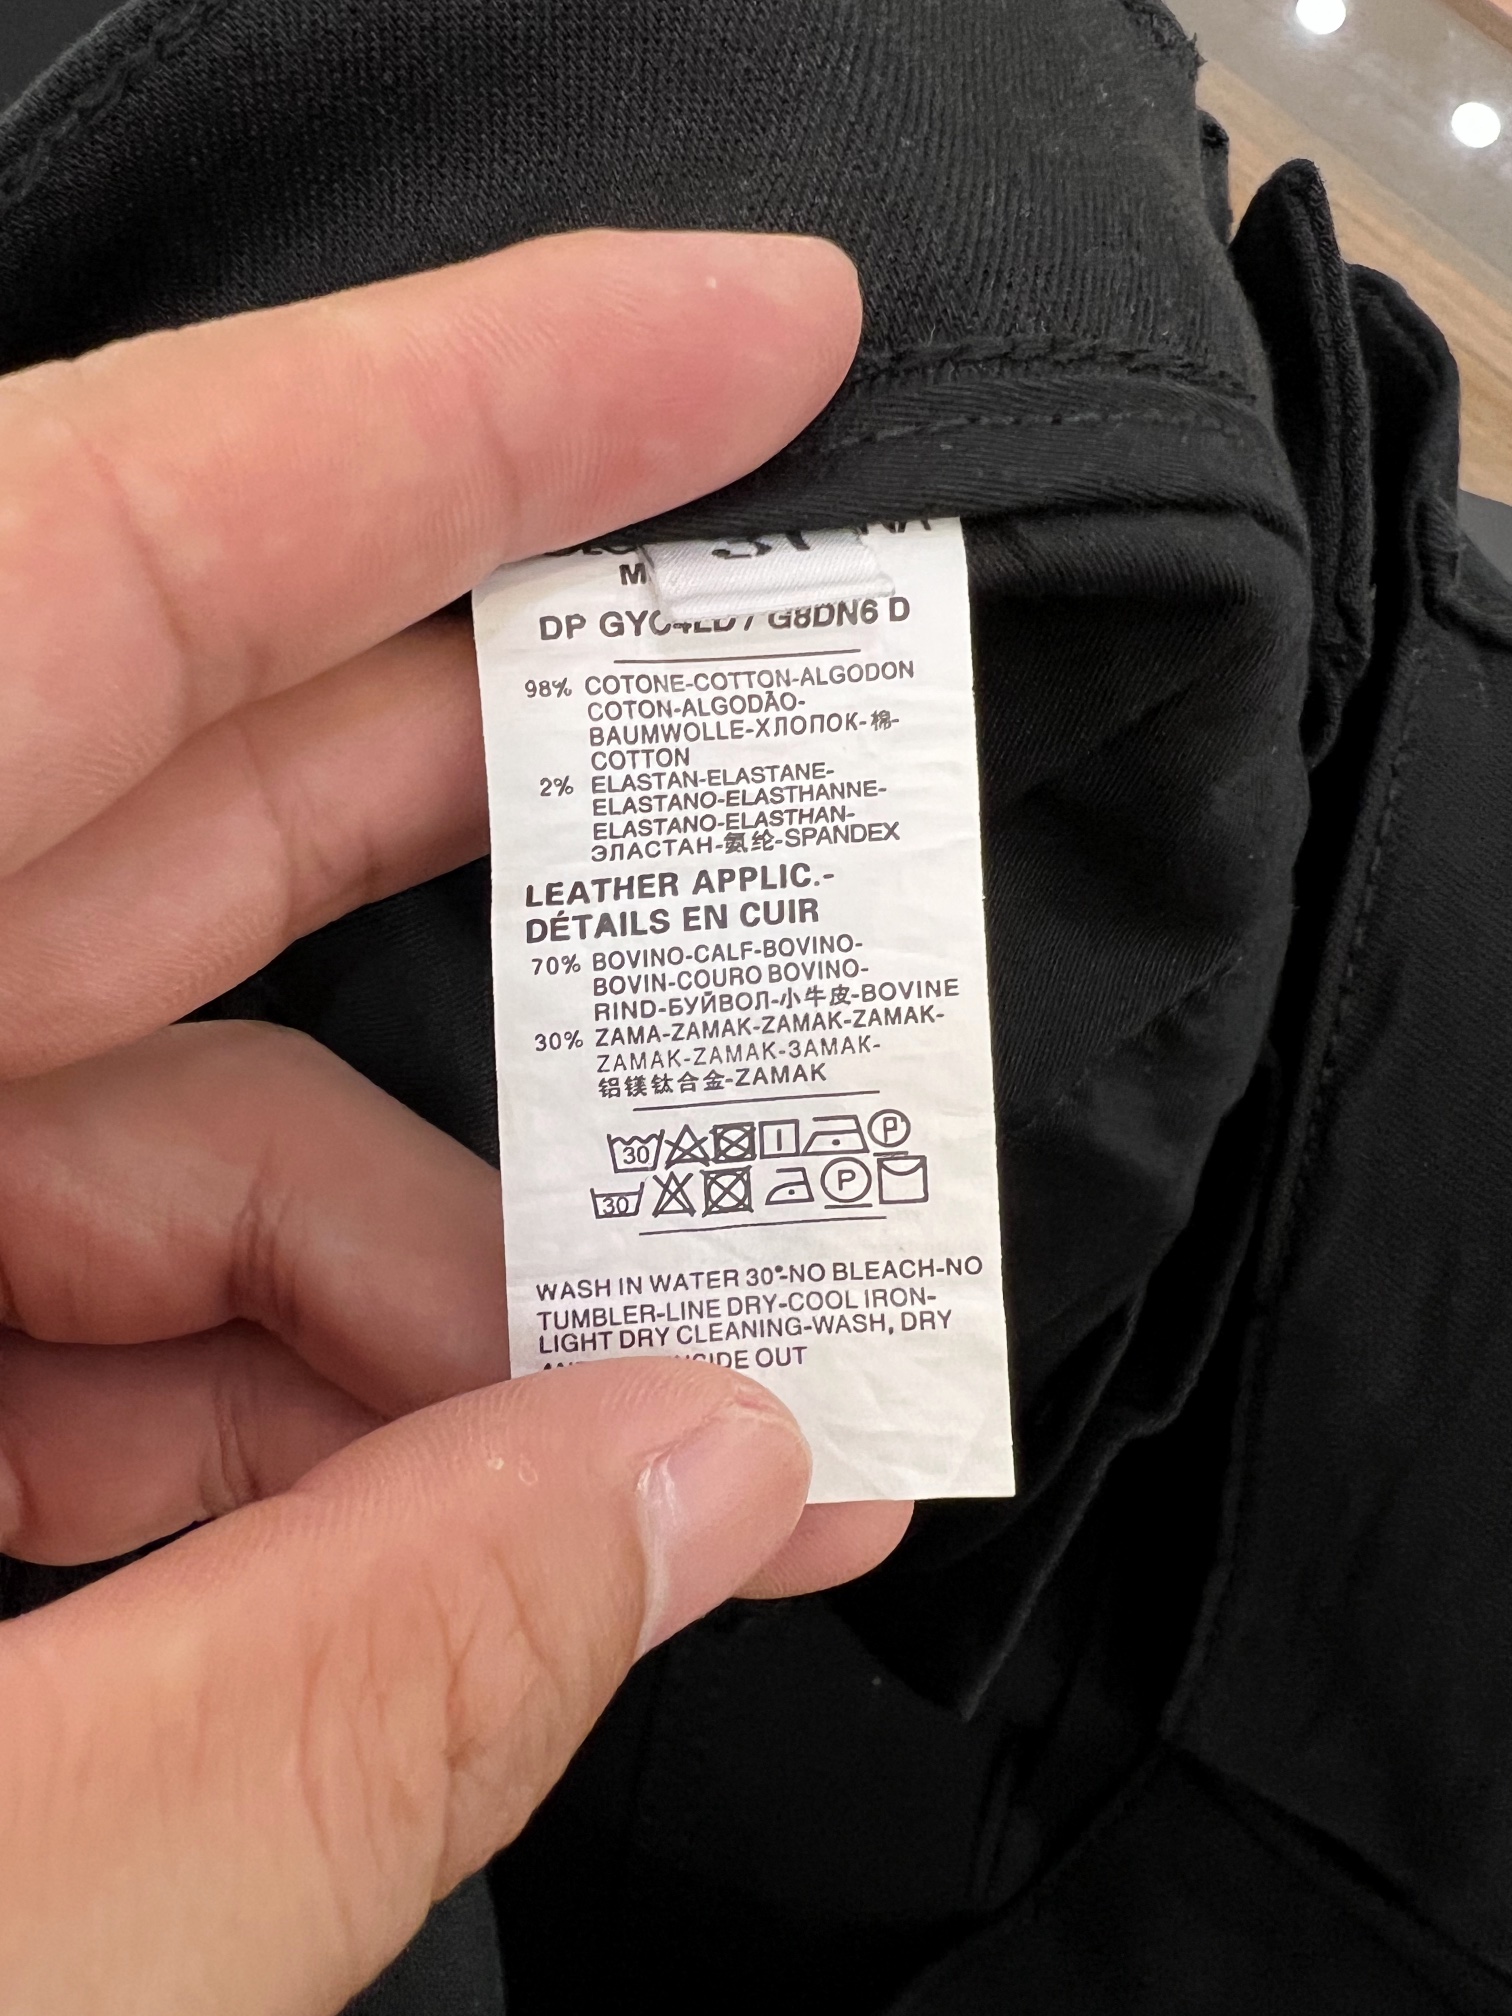 M
DP G8DN6 D
98% COTONE-COTTON-ALGODON
COTON-ALGODÃO-
BAUMWOLLE-ХЛОПОК-棉-
COTTON
2% ELASTAN-ELASTANE-
ELASTANO-ELASTHANNE-
ELASTANO-ELASTHAN-
ЭЛАСТАН-氨纶-SPANDEX
LEATHER APPLIC.-
DÉTAILS EN CUIR
70% BOVINO-CALF-BOVINO-
BOVIN-COURO BOVINO-
RIND-БУЙВОЛ-小牛皮-BOVINE
30% ZAMA-ZAMAK-ZAMAK-ZAMAK-
ZAMAK-ZAMAK-ЗАМАК-
铝镁钛合金-ZAMAK
30 P
30 P
WASH IN WATER 30°-NO BLEACH-NO
TUMBLER-LINE DRY-COOL IRON-
LIGHT DRY CLEANING-WASH, DRY
INSIDE OUT